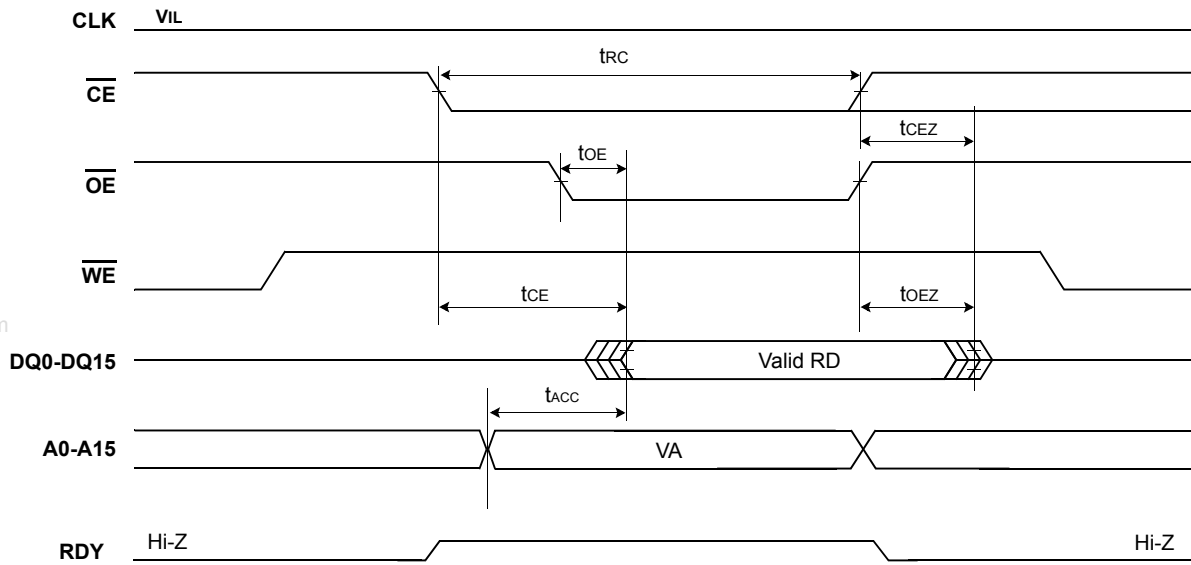 CLK VIL
tRC
CE
tCEZ
tOE
OE
WE
tCE tOEZ
m
DQ0-DQ15 Valid RD
tACC
A0-A15 VA
RDY Hi-Z Hi-Z